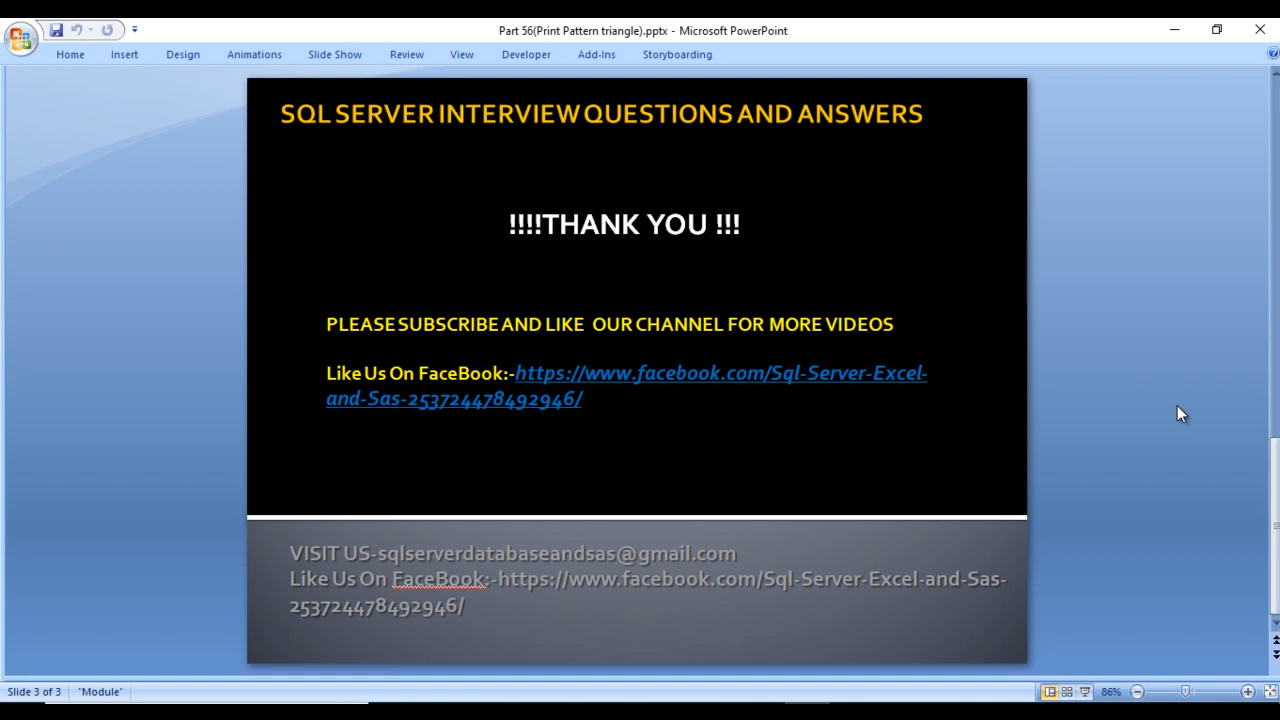 Part 56(Print Pattern triangle).pptx - Microsoft PowerPoint
Home Insert Design Animations Slide Show Review View Developer Add-Ins Storyboarding
SQL SERVER INTERVIEW QUESTIONS AND ANSWERS
!!!!THANK YOU !!!
PLEASE SUBSCRIBE AND LIKE OUR CHANNEL FOR MORE VIDEOS
Like Us On FaceBook:-https://www.facebook.com/Sql-Server-Excel-
and-Sas-253724478492946/
VISIT US-sqlserverdatabaseandsas@gmail.com
Like Us On FaceBook:-https://www.facebook.com/Sql-Server-Excel-and-Sas-
253724478492946/
Slide 3 of 3 "Module" 86%